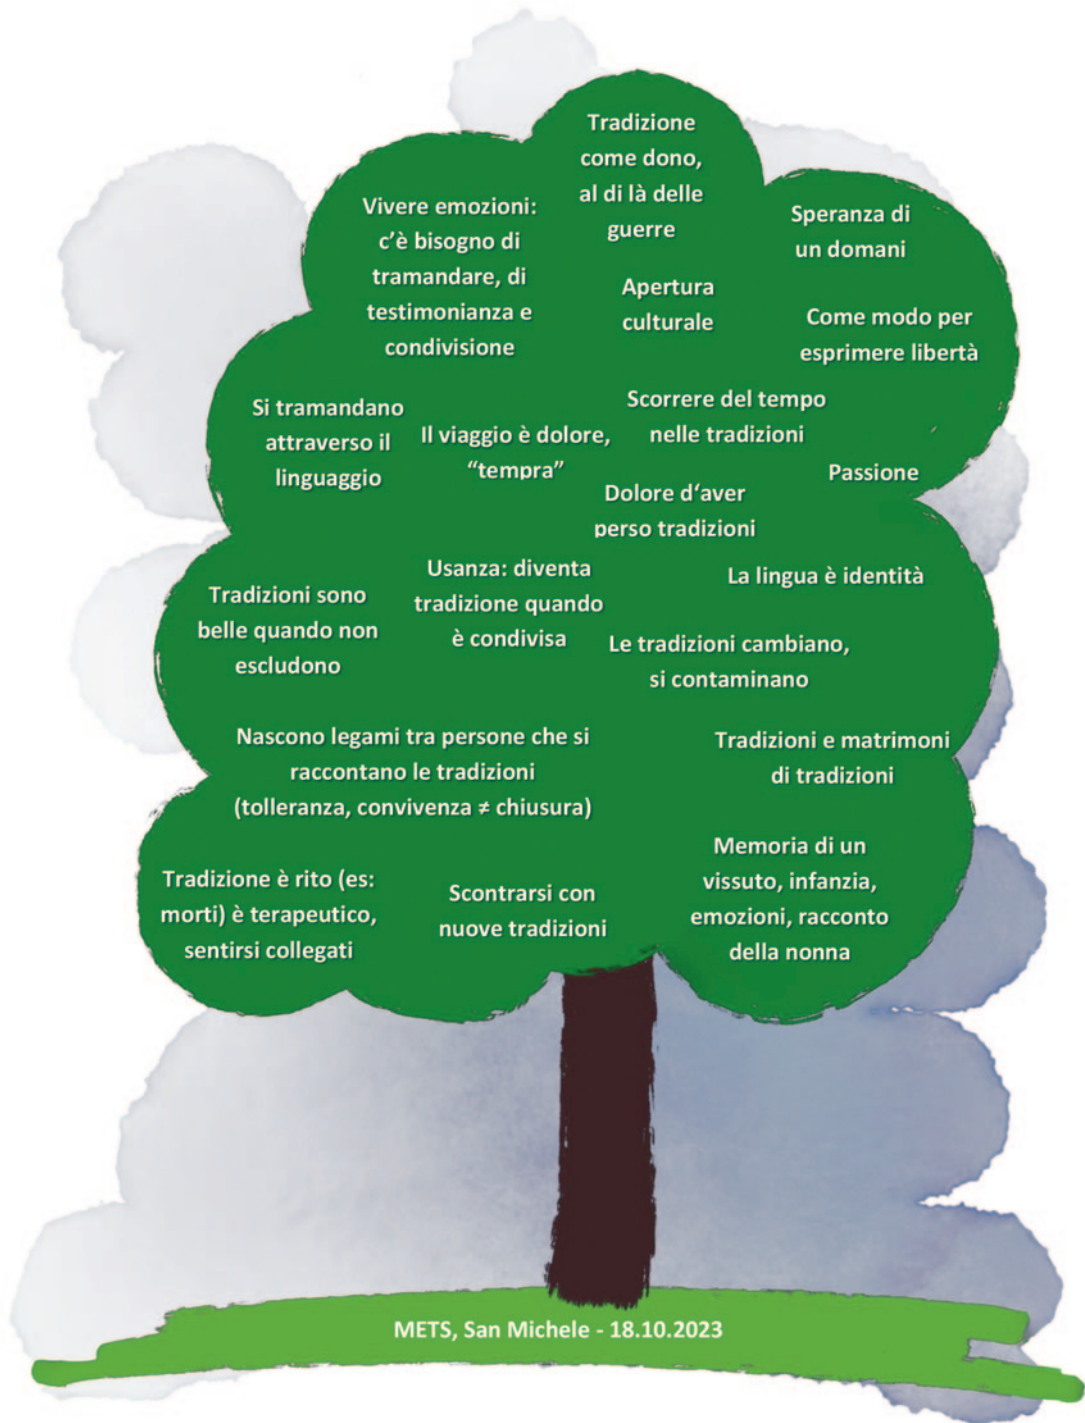 Tradizione
come dono,
al di là delle
guerre
Vivere emozioni:
c'è bisogno di
tramandare, di
testimonianza e
condivisione
Speranza di
un domani
Apertura
culturale
Come modo per
esprimere libertà
Si tramandano
attraverso il
linguaggio
Il viaggio è dolore,
“tempra”
Scorrere del tempo
nelle tradizioni
Passione
Dolore d‘aver
perso tradizioni
Tradizioni sono
belle quando non
escludono
Usanza: diventa
tradizione quando
è condivisa
La lingua è identità
Le tradizioni cambiano,
si contaminano
Nascono legami tra persone che si
raccontano le tradizioni
(tolleranza, convivenza ≠ chiusura)
Tradizioni e matrimoni
di tradizioni
Tradizione è rito (es:
morti) è terapeutico,
sentirsi collegati
Scontrarsi con
nuove tradizioni
Memoria di un
vissuto, infanzia,
emozioni, racconto
della nonna
METS, San Michele - 18.10.2023